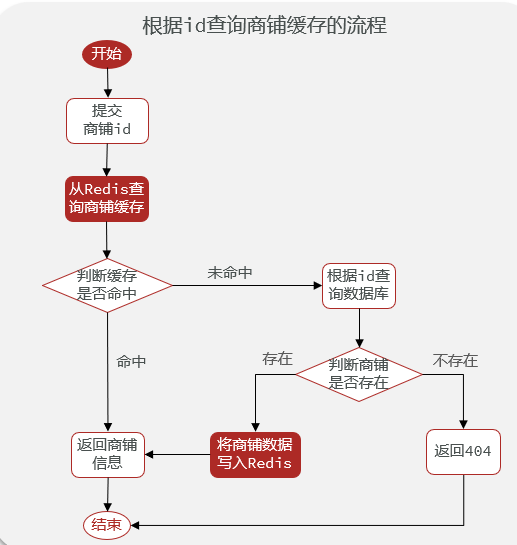 根据id查询商铺缓存的流程
开始
提交
商铺id
从Redis查
询商铺缓存
判断缓存
是否命中
未命中
根据id查
询数据库
命中
存在
判断商铺
是否存在
不存在
返回商铺
信息
将商铺数据
写入Redis
返回404
结束